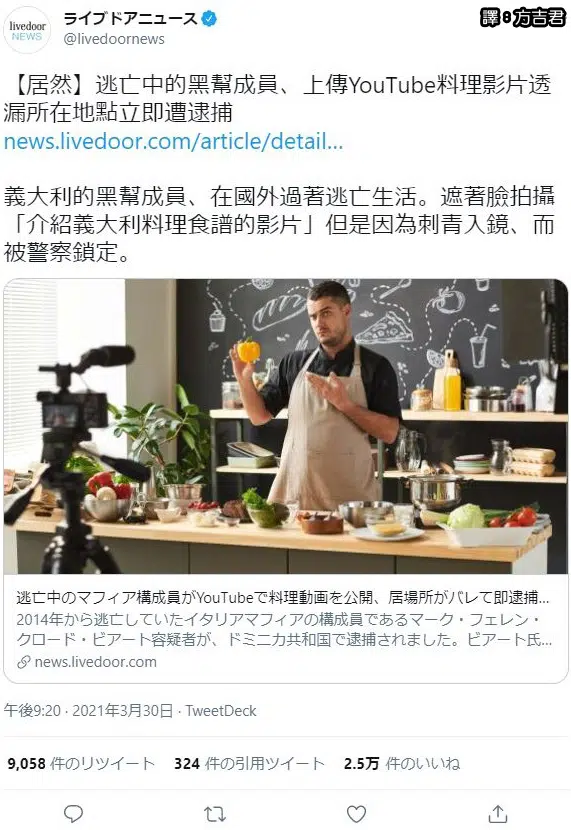 livedoor
NEWS
ライブドアニュース
@livedoornews
譯8方吉君
【居然】逃亡中的黑幫成員、上傳YouTube料理影片透
漏所在地點立即遭逮捕
news.livedoor.com/article/detail...
義大利的黑幫成員、在國外過著逃亡生活。遮著臉拍攝
「介紹義大利料理食譜的影片」但是因為刺青入鏡、而
被警察鎖定。
逃亡中のマフィア構成員がYouTubeで料理動画を公開、居場所がバレて即逮捕...
2014年から逃亡していたイタリアマフィアの構成員であるマーク・フェレン・
クロード・ビアート容疑者が、ドミニカ共和国で逮捕されました。ビアート氏...
news.livedoor.com
午後9:20 · 2021年3月30日 · TweetDeck
9,058 件のリツイート 324 件の引用ツイート 2.5万 件のいいね